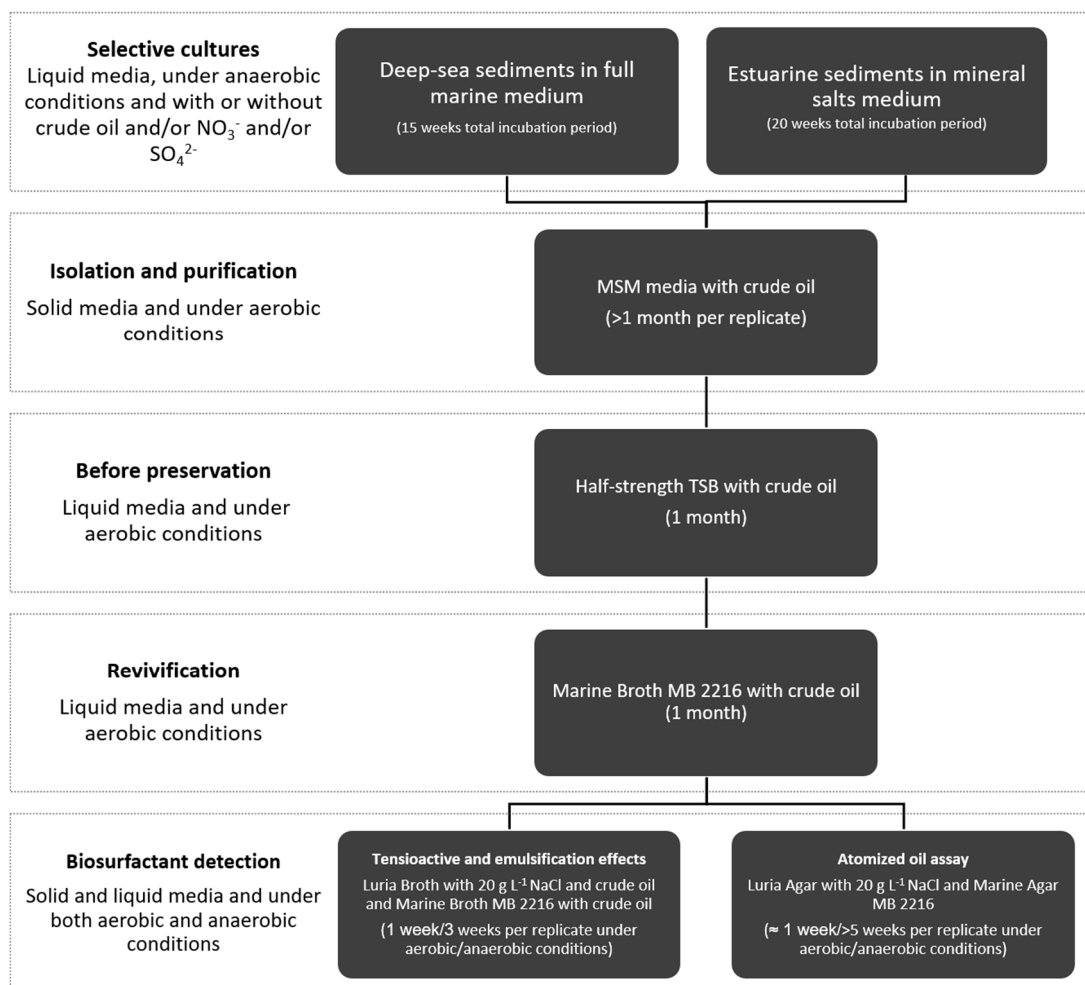 Selective cultures
Liquid media, under anaerobic
conditions and with or without
crude oil and/or NO₃⁻ and/or
SO₄²⁻
Deep-sea sediments in full
marine medium
(15 weeks total incubation period)
Estuarine sediments in mineral
salts medium
(20 weeks total incubation period)
Isolation and purification
Solid media and under aerobic
conditions
MSM media with crude oil
(>1 month per replicate)
Before preservation
Liquid media and under
aerobic conditions
Half-strength TSB with crude oil
(1 month)
Revivification
Liquid media and under
aerobic conditions
Marine Broth MB 2216 with crude oil
(1 month)
Biosurfactant detection
Solid and liquid media and under
both aerobic and anaerobic
conditions
Tensioactive and emulsification effects
Luria Broth with 20 g L⁻¹ NaCl and crude oil
and Marine Broth MB 2216 with crude oil
(1 week/3 weeks per replicate under
aerobic/anaerobic conditions)
Atomized oil assay
Luria Agar with 20 g L⁻¹ NaCl and Marine Agar
MB 2216
(≈ 1 week/>5 weeks per replicate under
aerobic/anaerobic conditions)